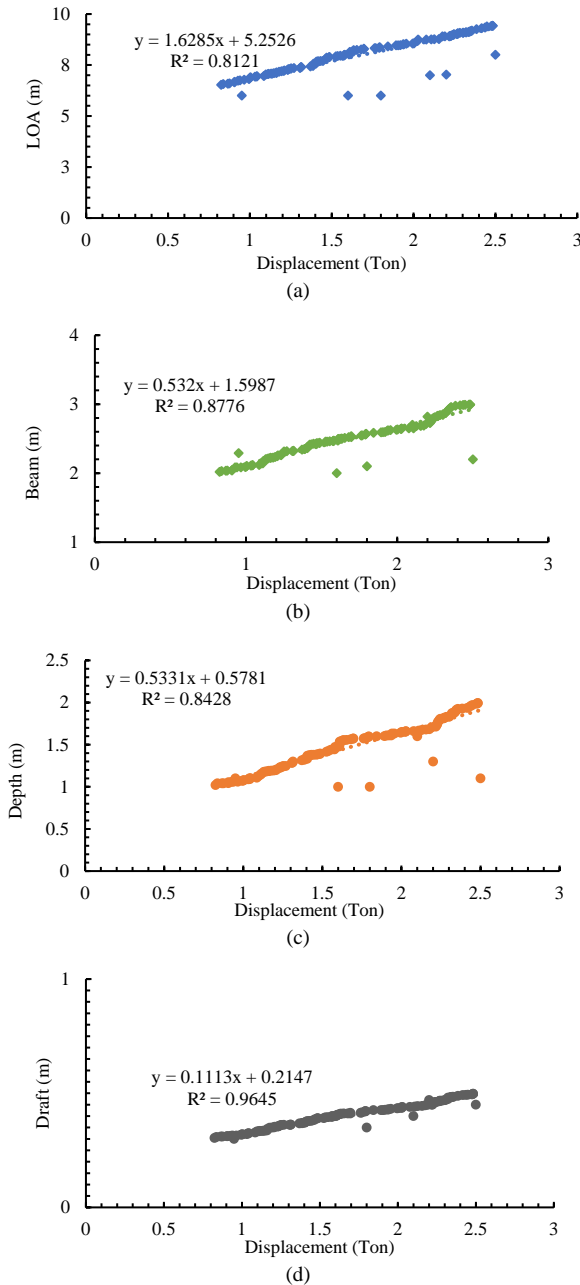 10
y = 1.6285x + 5.2526
R² = 0.8121
8
LOA (m)
5
3
0
0 0.5 1 1.5 2 2.5 3
Displacement (Ton)
(a)
4
y = 0.532x + 1.5987
R² = 0.8776
3
Beam (m)
2
1
0 1 2 3
Displacement (Ton)
(b)
2.5
y = 0.5331x + 0.5781
R² = 0.8428
2
1.5
Depth (m)
1
0.5
0
0 0.5 1 1.5 2 2.5 3
Displacement (Ton)
(c)
1
y = 0.1113x + 0.2147
R² = 0.9645
Draft (m)
0
0 0.5 1 1.5 2 2.5 3
Displacement (Ton)
(d)